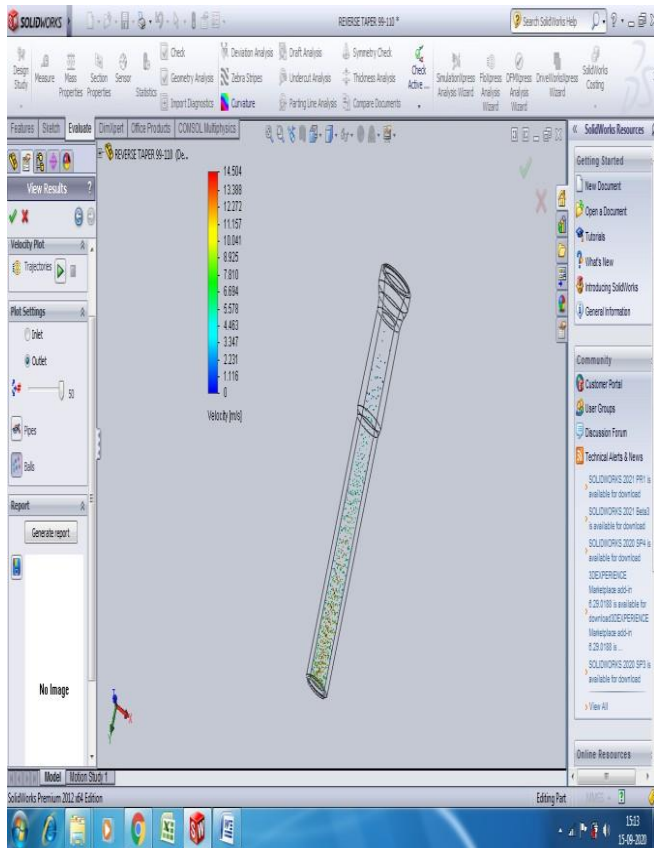 SOLIDWORKS
REVERSE TAPER 99-110 *
Search SolidWorks Help
Design Study
Measure
Mass Properties
Section Properties
Sensor
Statistics
Check
Geometry Analysis
Import Diagnostics
Deviation Analysis
Zebra Stripes
Curvature
Draft Analysis
Undercut Analysis
Parting Line Analysis
Symmetry Check
Thickness Analysis
Compare Documents
Check Active ...
SimulationXpress Analysis Wizard
FloXpress Analysis Wizard
DFMXpress Analysis Wizard
DriveWorksXpress Wizard
SolidWorks Costing
Features
Sketch
Evaluate
DimXpert
Office Products
COMSOL Multiphysics
View Results
?
Velocity Plot
Trajectories
Plot Settings
Inlet
Outlet
50
Pipes
Balls
Report
Generate report
No Image
REVERSE TAPER 99-110 (De...
14.504
13.388
12.272
11.157
10.041
8.925
7.810
6.694
5.578
4.463
3.347
2.231
1.116
0
Velocity [m/s]
SolidWorks Resources
Getting Started
New Document
Open a Document
Tutorials
What's New
Introducing SolidWorks
General Information
Community
Customer Portal
User Groups
Discussion Forum
Technical Alerts & News
SOLIDWORKS 2021 PR1 is
available for download
SOLIDWORKS 2021 Beta3
is available for download
SOLIDWORKS 2020 SP4 is
available for download
3DEXPERIENCE
Marketplace add-in
6.29.0188 is available for
download3DEXPERIENCE
Marketplace add-in
6.29.0188 is ...
SOLIDWORKS 2020 SP3 is
available for download
View All
Online Resources
Model
Motion Study 1
SolidWorks Premium 2012 x64 Edition
Editing Part
MMGS
15:13
15-09-2020